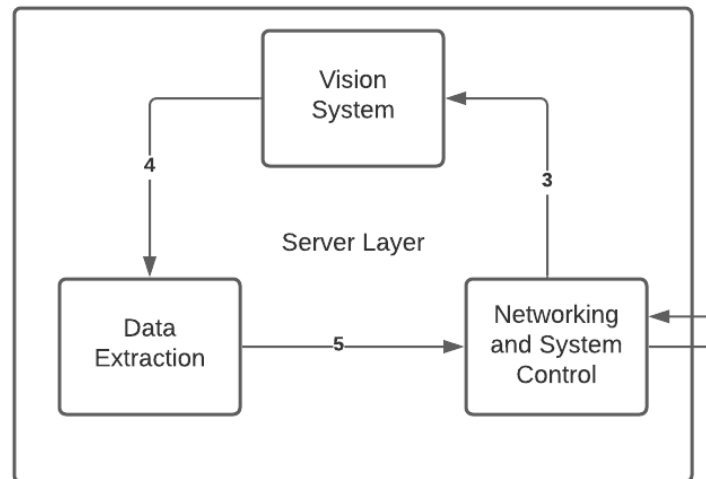 Vision
System
4
3
Server Layer
Data
Extraction
5
Networking
and System
Control